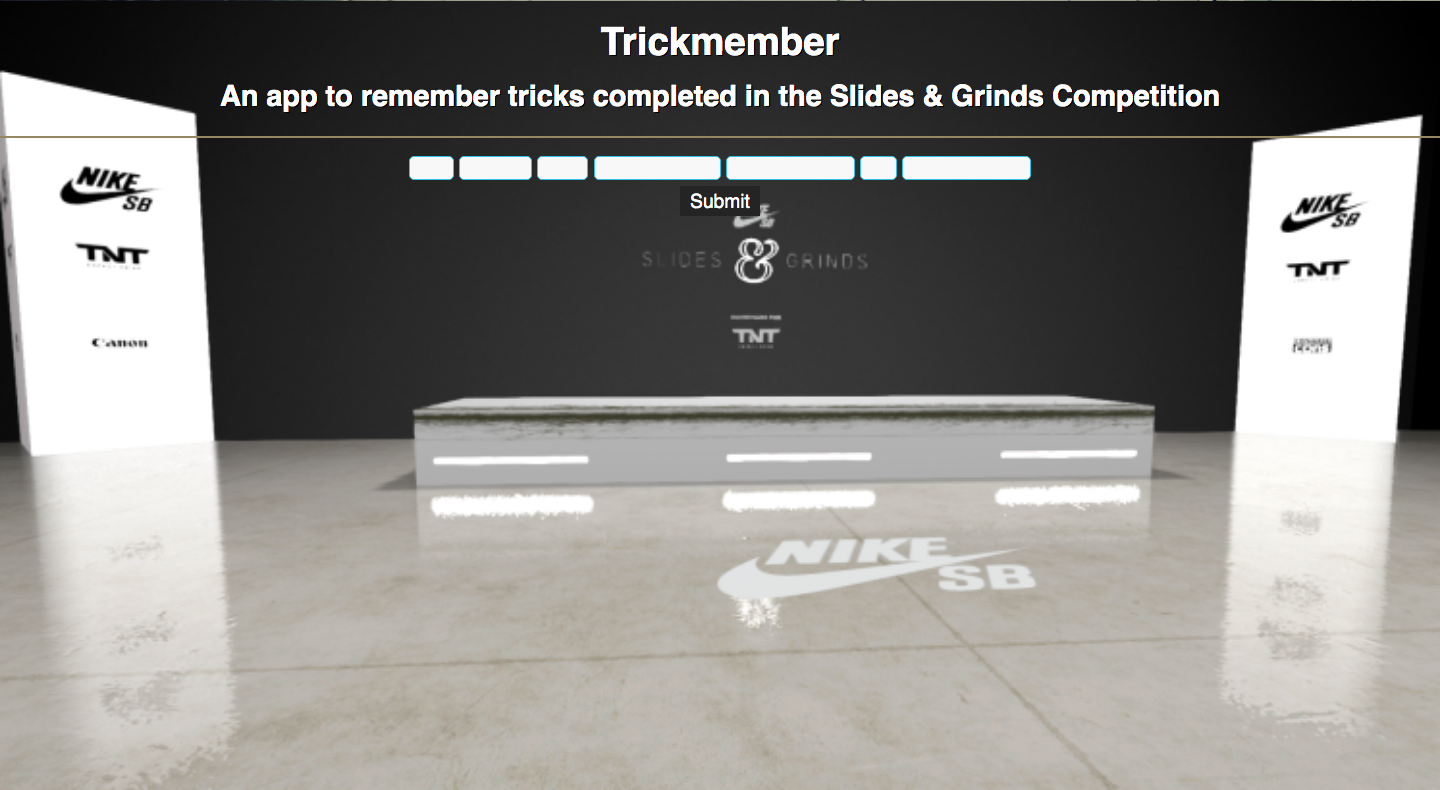 Trickmember
An app to remember tricks completed in the Slides & Grinds Competition
Submit
NIKE
SB
TNT
Canon
SB
SLIDES & GRINDS
TNT
NIKE
SB
TNT
NIKE
SB